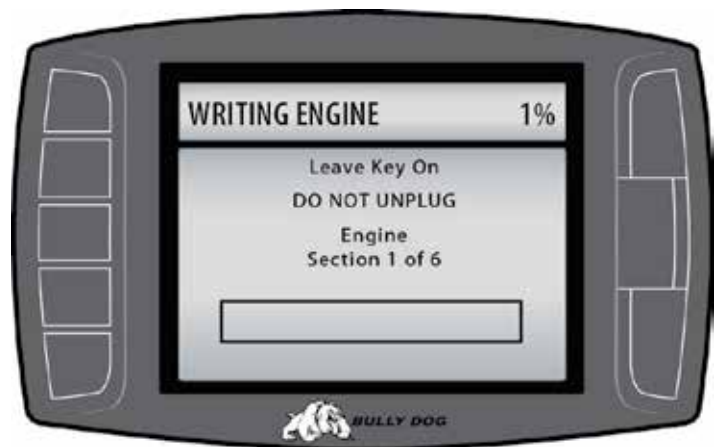 WRITING ENGINE 1%
Leave Key On
DO NOT UNPLUG
Engine
Section 1 of 6
BULLY DOG